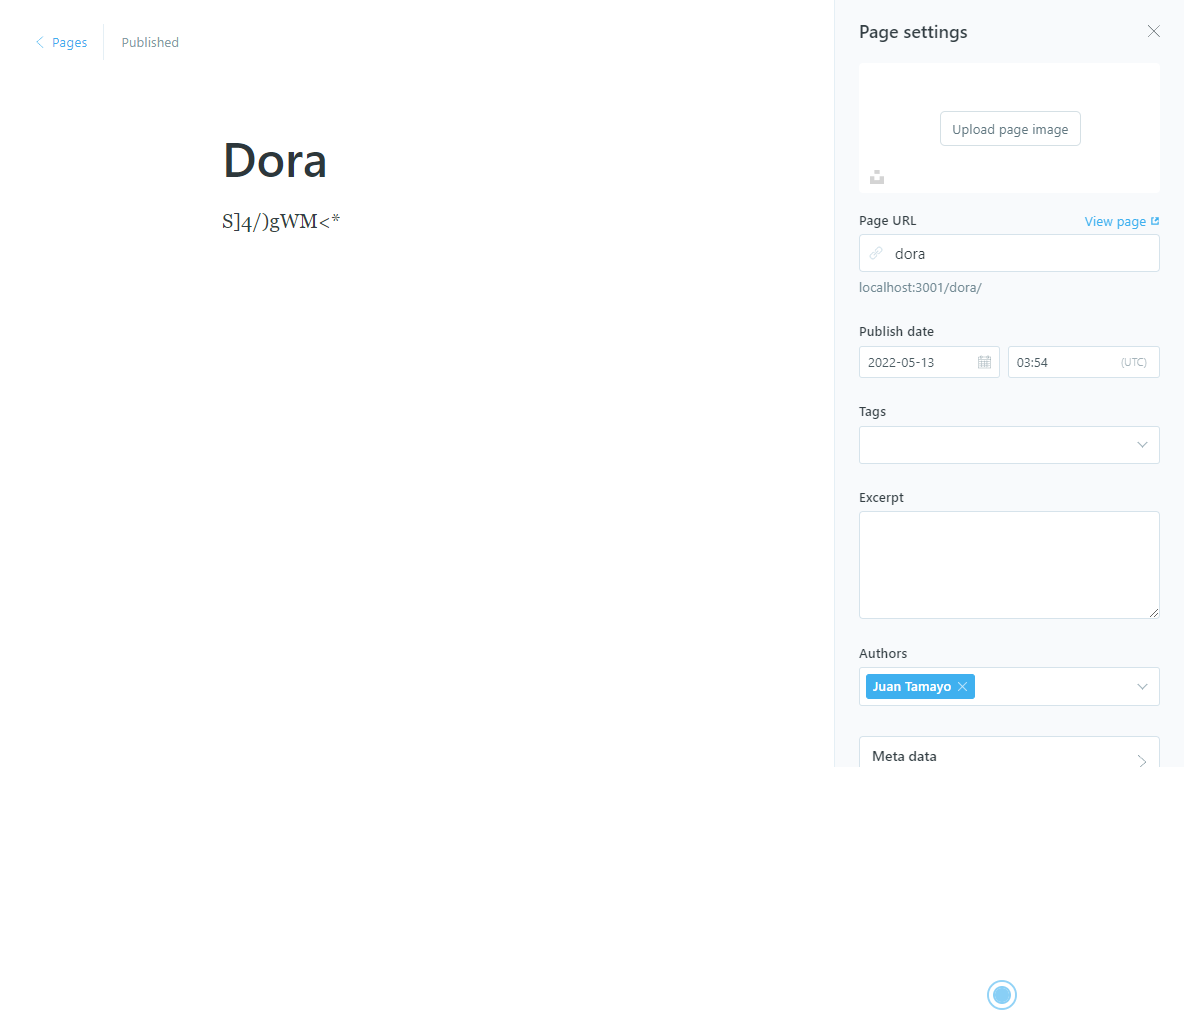 Pages
Published
Dora
S]4/)gWM<*
Page settings
Upload page image
Page URL
View page
dora
localhost:3001/dora/
Publish date
2022-05-13
03:54
(UTC)
Tags
Excerpt
Authors
Juan Tamayo
Meta data